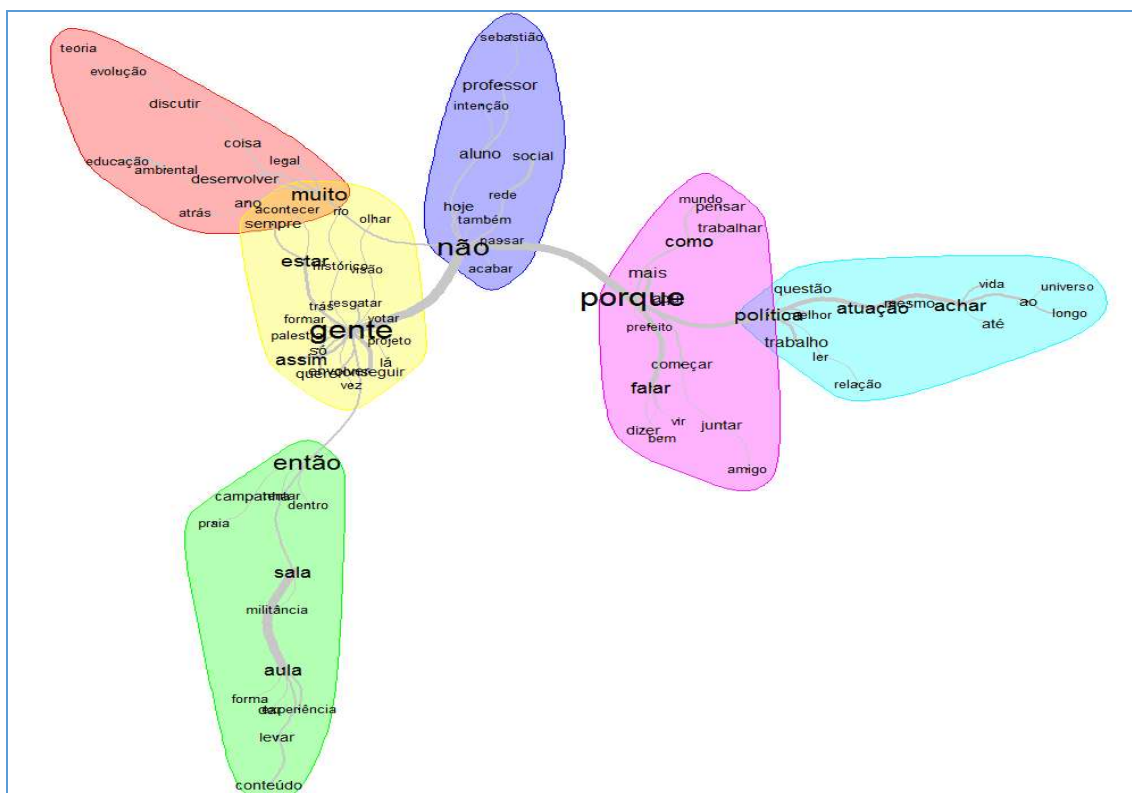 teoria
evolução
discutir
coisa
legal
educação
ambiental
desenvolver
ano
atrás
muito
acontecer
rio
sempre
olhar
estar
histórico
visão
trás
resgatar
formar
votar
gente
palestra
projeto
só
assim
lá
querer
envolver
conseguir
vez
sebastião
professor
intenção
aluno
social
rede
hoje
também
não
passar
acabar
mundo
pensar
trabalhar
como
mais
porque
prefeito
começar
falar
dizer
vir
bem
juntar
amigo
política
questão
melhor
trabalho
ler
relação
atuação
mesmo
achar
vida
até
ao
universo
longo
então
campanha
dentro
praia
sala
militância
aula
forma
experiência
levar
conteúdo